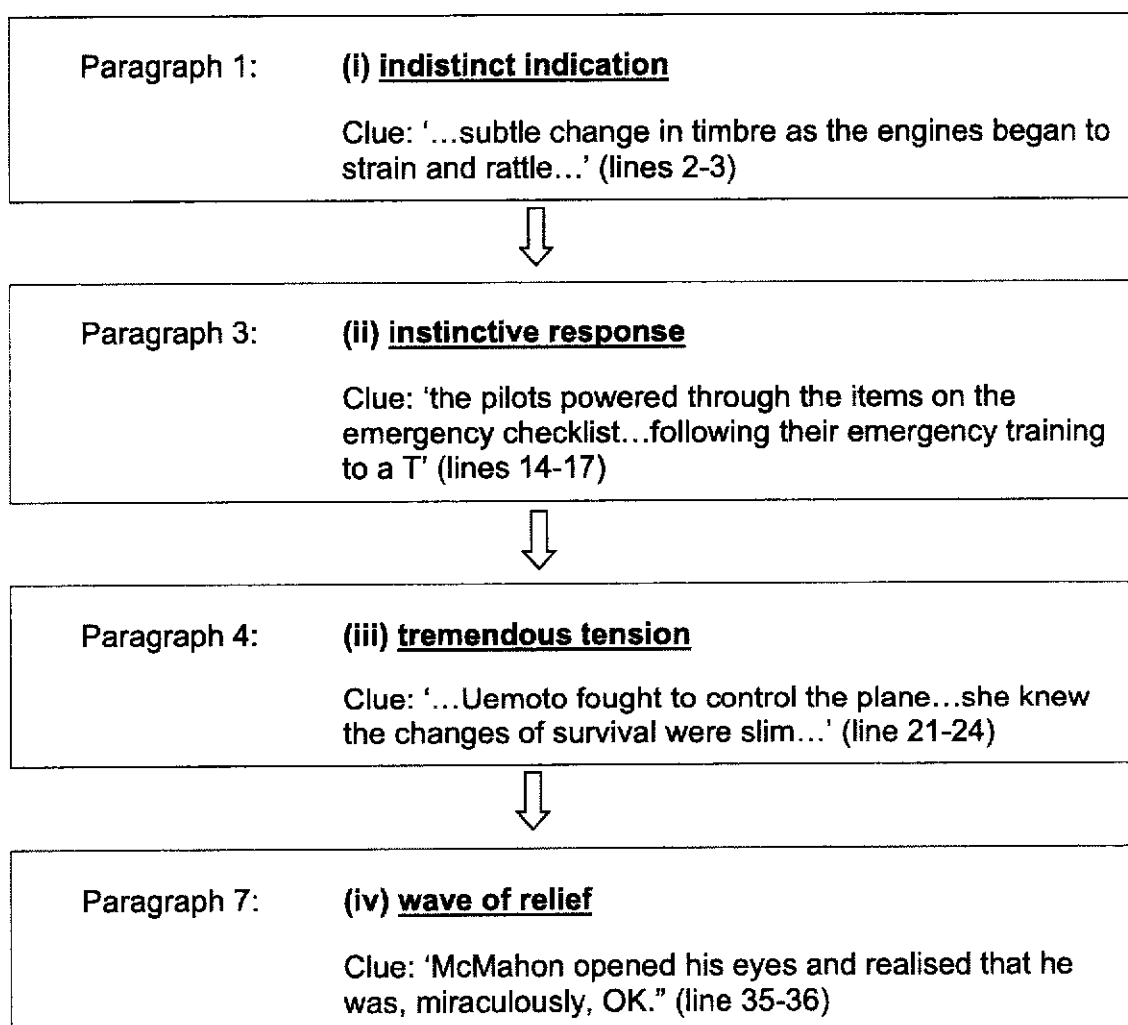 Paragraph 1: (i) indistinct indication
Clue: '...subtle change in timbre as the engines began to
strain and rattle...' (lines 2-3)
Paragraph 3: (ii) instinctive response
Clue: 'the pilots powered through the items on the
emergency checklist...following their emergency training
to a T' (lines 14-17)
Paragraph 4: (iii) tremendous tension
Clue: '...Uemoto fought to control the plane...she knew
the changes of survival were slim...' (line 21-24)
Paragraph 7: (iv) wave of relief
Clue: 'McMahon opened his eyes and realised that he
was, miraculously, OK.” (line 35-36)